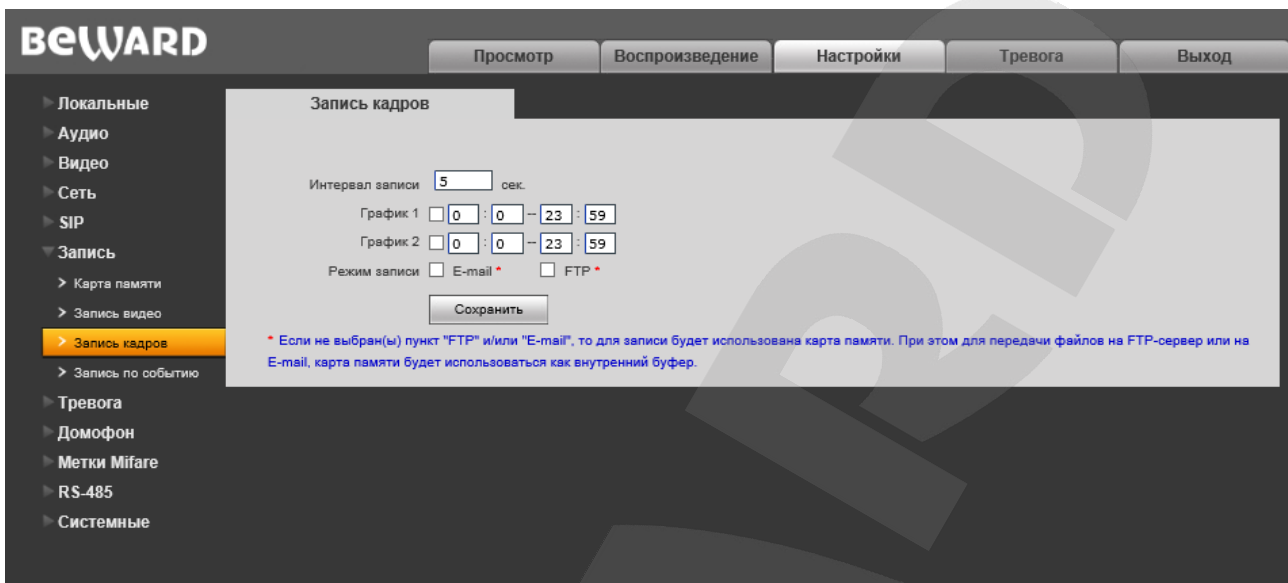 BEWARD
Просмотр Воспроизведение Настройки Тревога Выход
Локальные
Аудио
Видео
Сеть
SIP
Запись
> Карта памяти
> Запись видео
> Запись кадров
> Запись по событию
Тревога
Домофон
Метки Mifare
RS-485
Системные
Запись кадров
Интервал записи 5 сек.
График 1 0 : 0 -- 23 : 59
График 2 0 : 0 -- 23 : 59
Режим записи E-mail * FTP *
Сохранить
* Если не выбран(ы) пункт "FTP" и/или "E-mail", то для записи будет использована карта памяти. При этом для передачи файлов на FTP-сервер или на
E-mail, карта памяти будет использоваться как внутренний буфер.